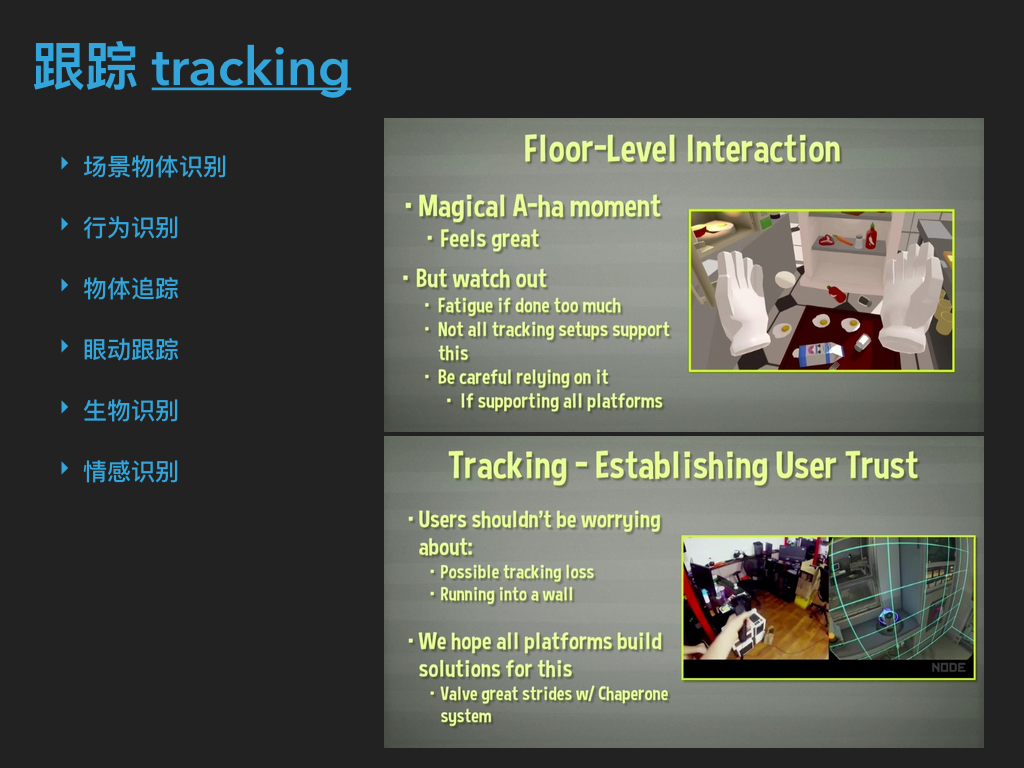 跟踪 tracking
场景物体识别
行为识别
物体追踪
眼动跟踪
生物识别
情感识别
Floor-Level Interaction
· Magical A-ha moment
· Feels great
· But watch out
· Fatigue if done too much
· Not all tracking setups support
this
· Be careful relying on it
· If supporting all platforms
Tracking - Establishing User Trust
· Users shouldn't be worrying
about:
· Possible tracking loss
· Running into a wall
· We hope all platforms build
solutions for this
· Valve great strides w/ Chaperone
system
NODE